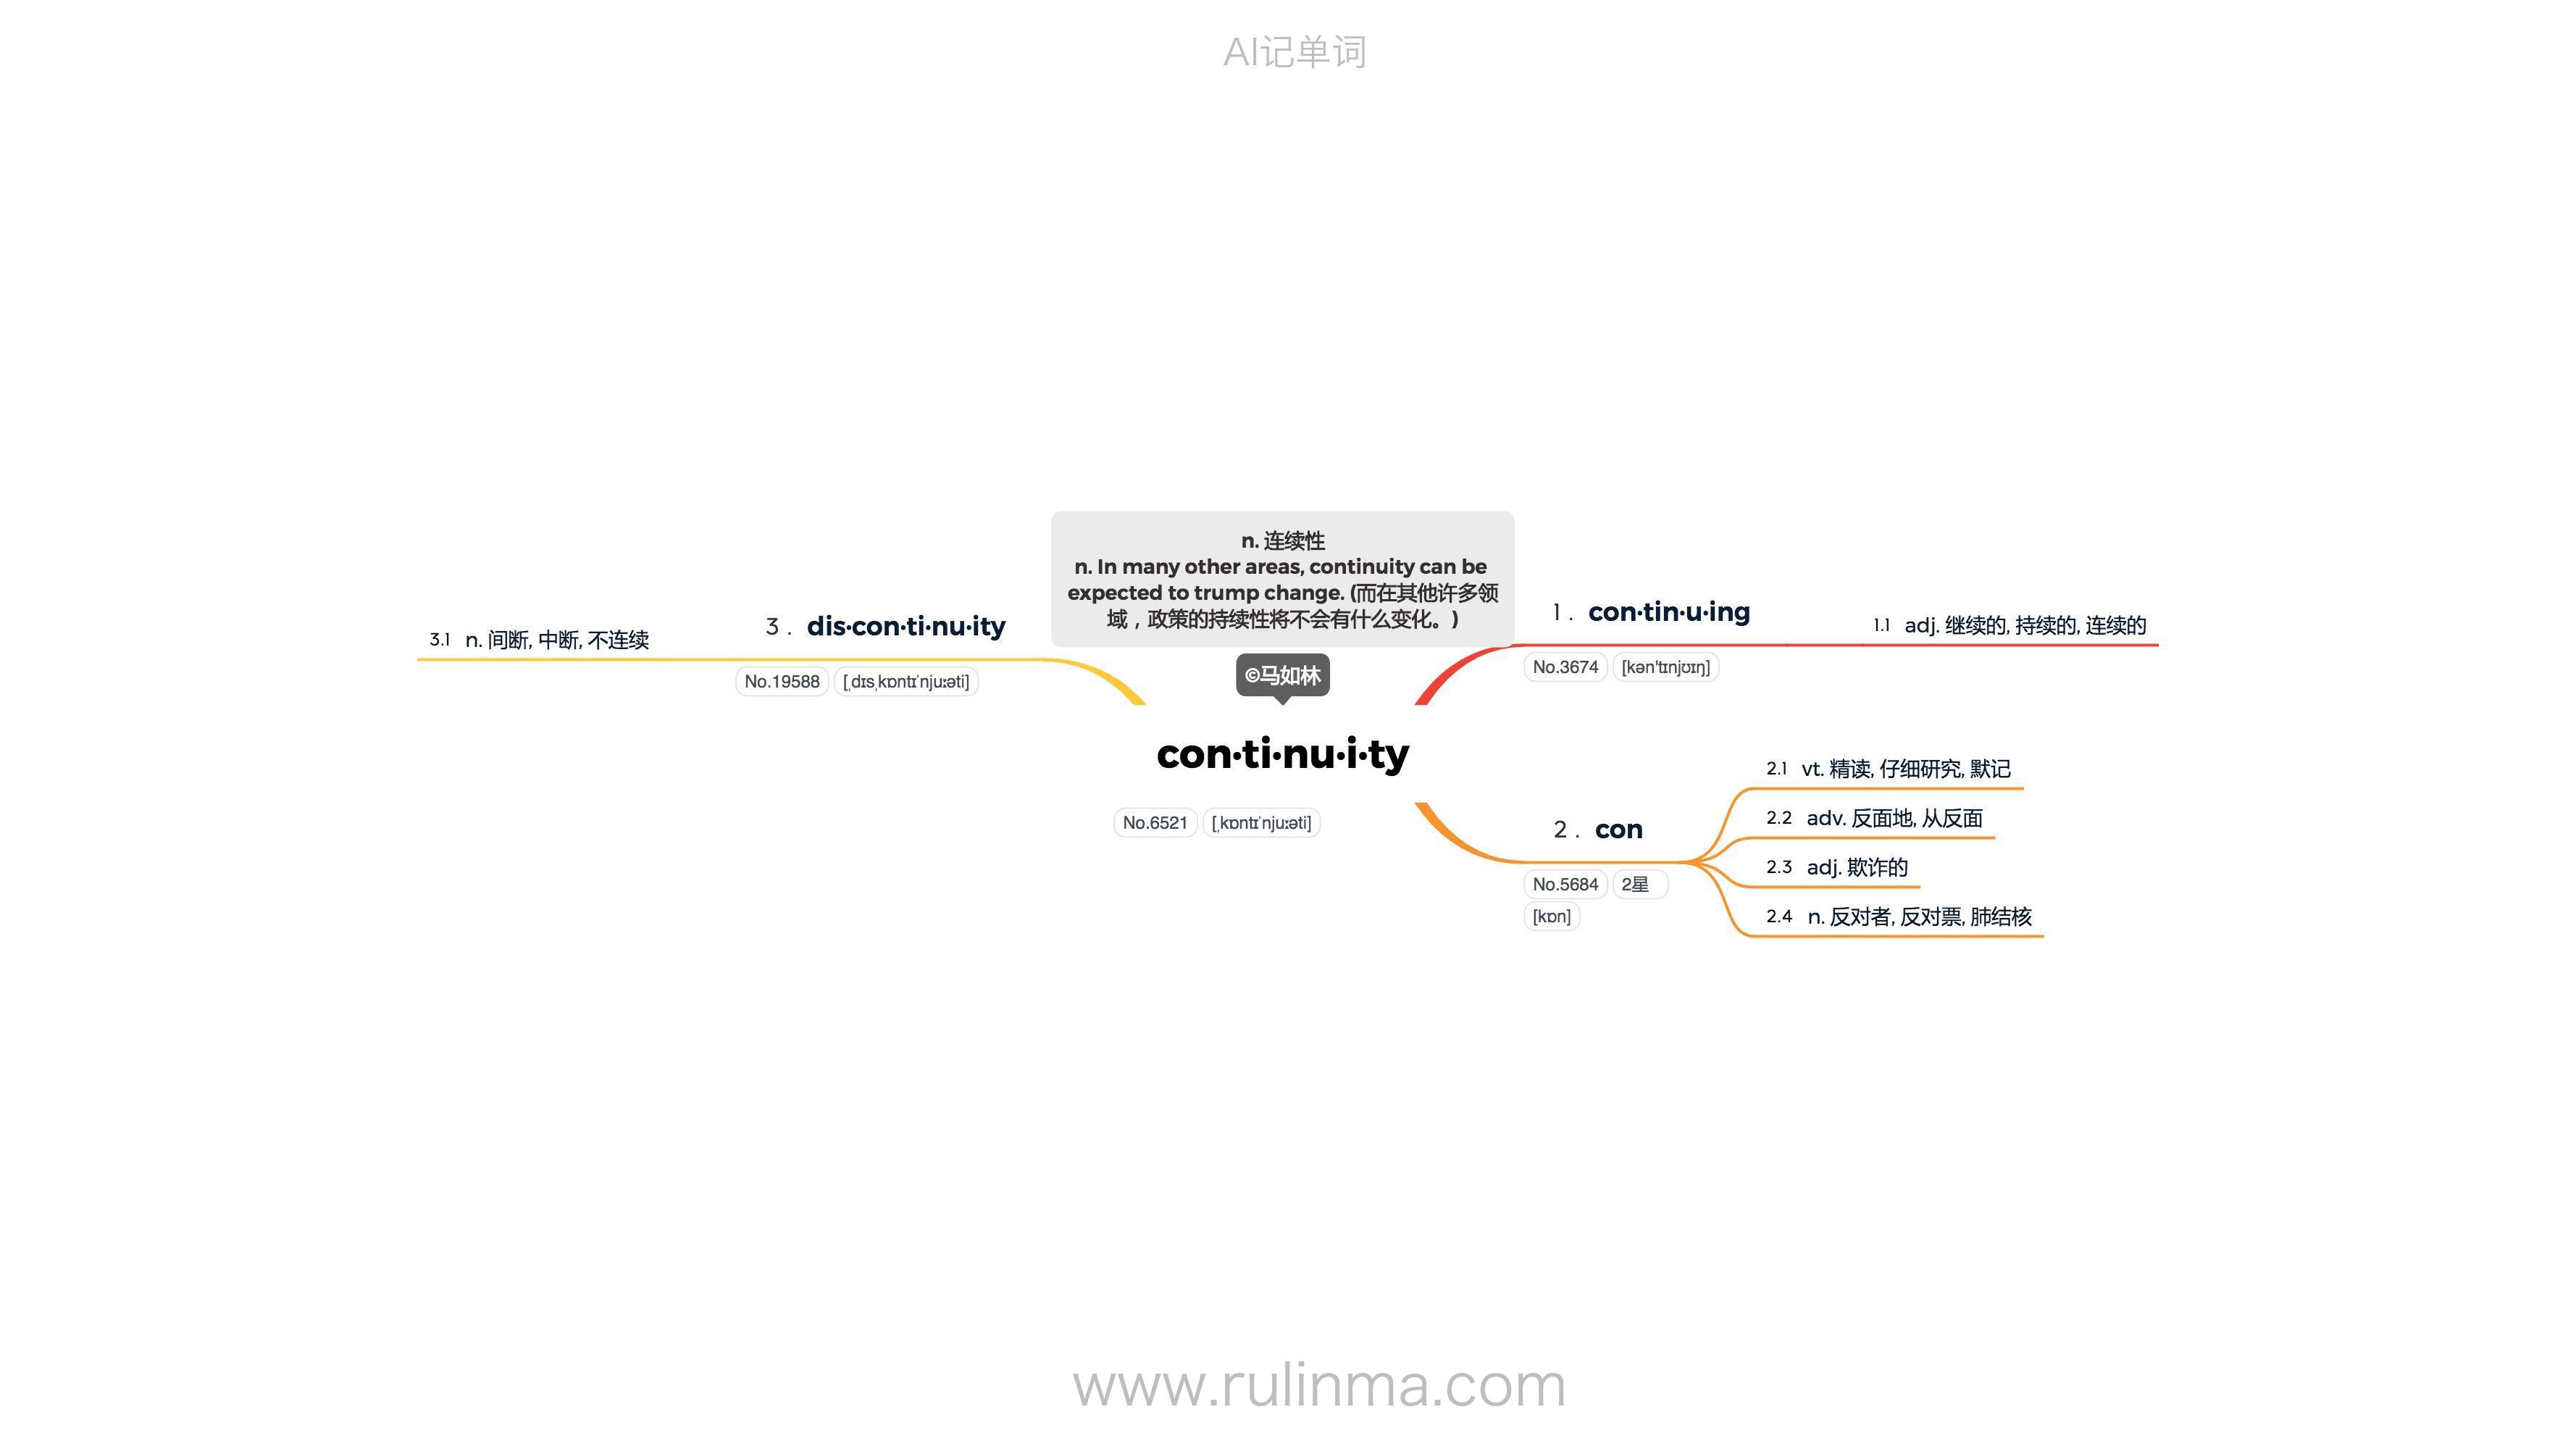 AI记单词
n. 连续性
n. In many other areas, continuity can be
expected to trump change. (而在其他许多领
域，政策的持续性将不会有什么变化。)
©马如林
con·ti·nu·i·ty
No.6521 [ˌkɒntɪˈnjuːəti]
1. con·tin·u·ing
No.3674 [kən'tɪnjʊɪŋ]
1.1 adj. 继续的, 持续的, 连续的
2. con
No.5684 2星
[kɒn]
2.1 vt. 精读, 仔细研究, 默记
2.2 adv. 反面地, 从反面
2.3 adj. 欺诈的
2.4 n. 反对者, 反对票, 肺结核
3. dis·con·ti·nu·ity
No.19588 [ˌdɪsˌkɒntɪˈnjuːəti]
3.1 n. 间断, 中断, 不连续
www.rulinma.com